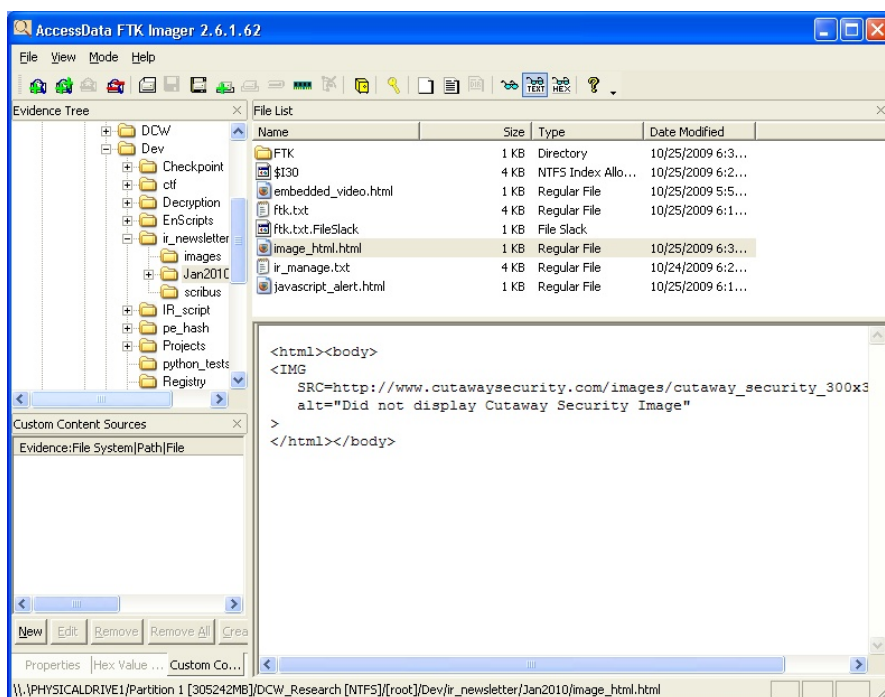 AccessData FTK Imager 2.6.1.62
File View Mode Help
Evidence Tree
DCW
Dev
Checkpoint
ctf
Decryption
EnScripts
ir_newsletter
images
Jan2010
scribus
IR_script
pe_hash
Projects
python_tests
Registry
Custom Content Sources
Evidence:File System|Path|File
New Edit Remove Remove All Crea
Properties Hex Value ... Custom Co...
File List
Name Size Type Date Modified
FTK 1 KB Directory 10/25/2009 6:3...
$I30 4 KB NTFS Index Allo... 10/25/2009 6:2...
embedded_video.html 1 KB Regular File 10/25/2009 5:5...
ftk.txt 4 KB Regular File 10/25/2009 6:1...
ftk.txt.FileSlack 1 KB File Slack
image_html.html 1 KB Regular File 10/25/2009 6:3...
ir_manage.txt 4 KB Regular File 10/24/2009 6:2...
javascript_alert.html 1 KB Regular File 10/25/2009 6:1...
<html><body>
<IMG
SRC=http://www.cutawaysecurity.com/images/cutaway_security_300x3
alt="Did not display Cutaway Security Image"
>
</html></body>
\\.\PHYSICALDRIVE1/Partition 1 [305242MB]/DCW_Research [NTFS]/[root]/Dev/ir_newsletter/Jan2010/image_html.html